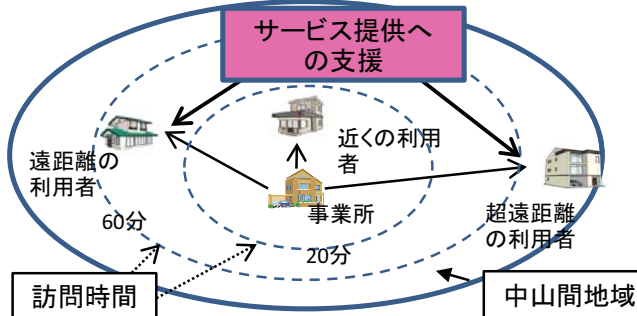 サービス提供へ
の支援
近くの利用
者
遠距離の
利用者
事業所
超遠距離
の利用者
60分
20分
訪問時間
中山間地域